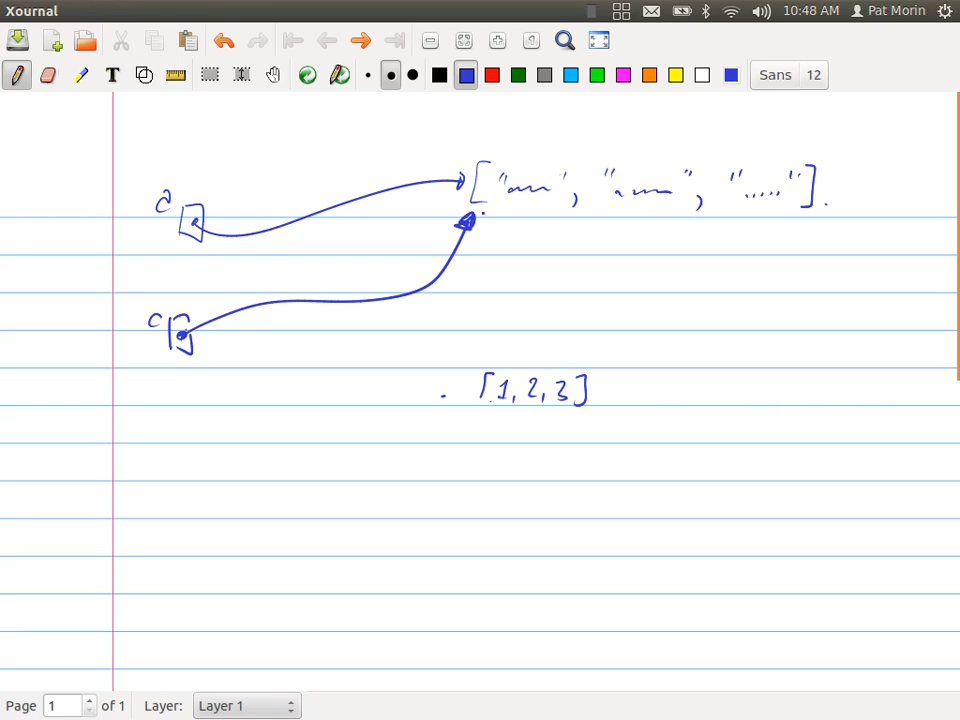 Xournal 10:48 AM Pat Morin
T Sans 12
a ["
", "
", "....."].
c
. [1, 2, 3]
Page 1 of 1 Layer: Layer 1